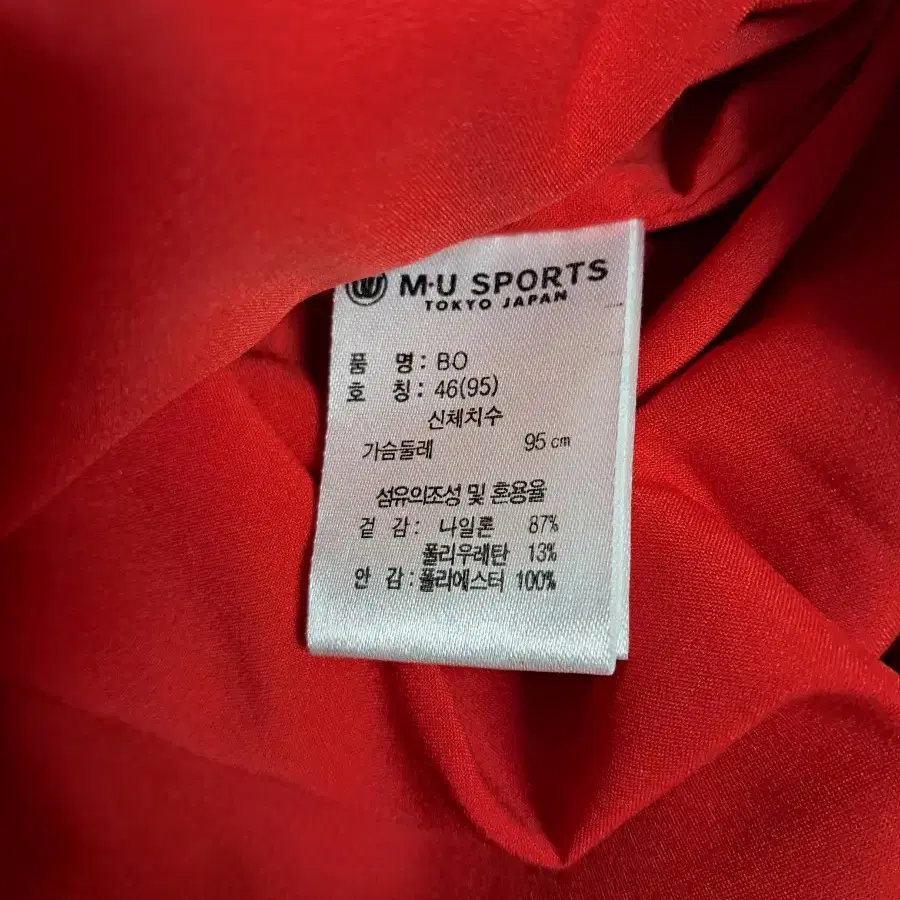 M·U SPORTS
TOKYO JAPAN
품 명: BO
호 칭: 46(95)
신체치수
가슴둘레 95㎝
섬유의조성 및 혼용율
겉 감: 나일론 87%
폴리우레탄 13%
안 감: 폴리에스터 100%